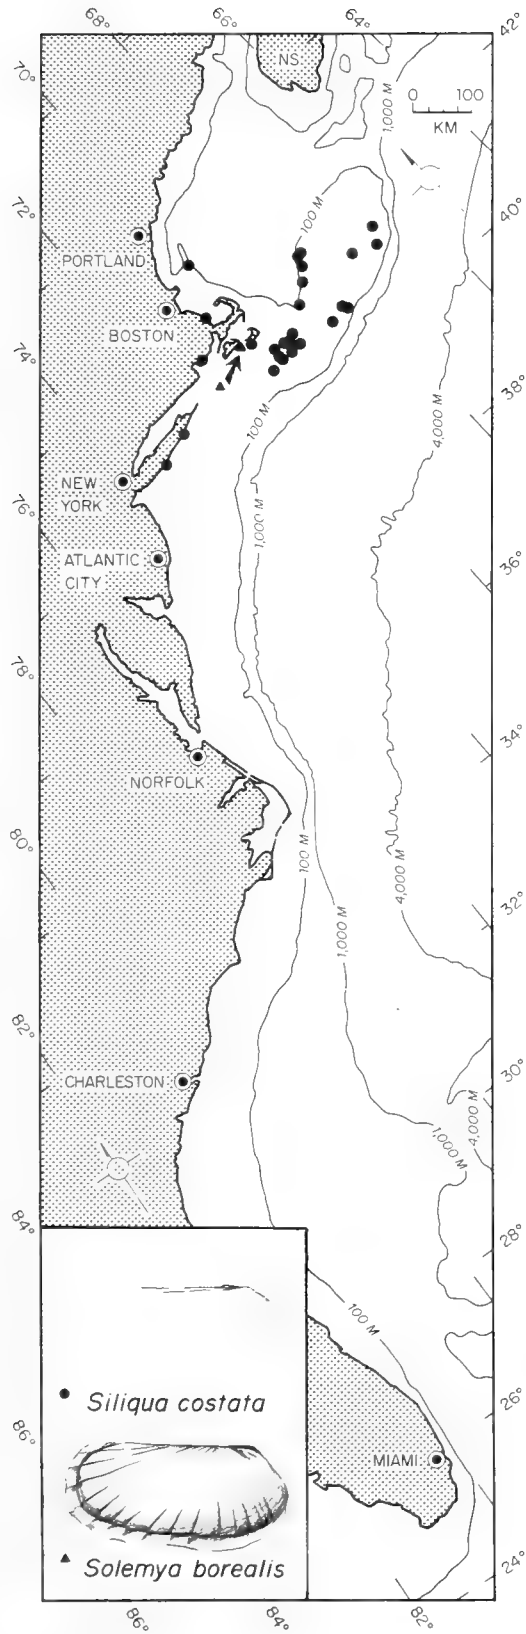 68°
66°
64°
42°
70°
NS
0 100
KM
1,000 M
100 M
40°
72°
PORTLAND
BOSTON
74°
38°
100 M
4,000 M
NEW
YORK
1,000 M
76°
ATLANTIC
CITY
36°
78°
34°
NORFOLK
80°
100 M
4,000 M
32°
1,000 M
82°
CHARLESTON
30°
4,000 M
1,000 M
84°
28°
100 M
Siliqua costata
26°
86°
MIAMI
Solemya borealis
24°
86°
84°
82°